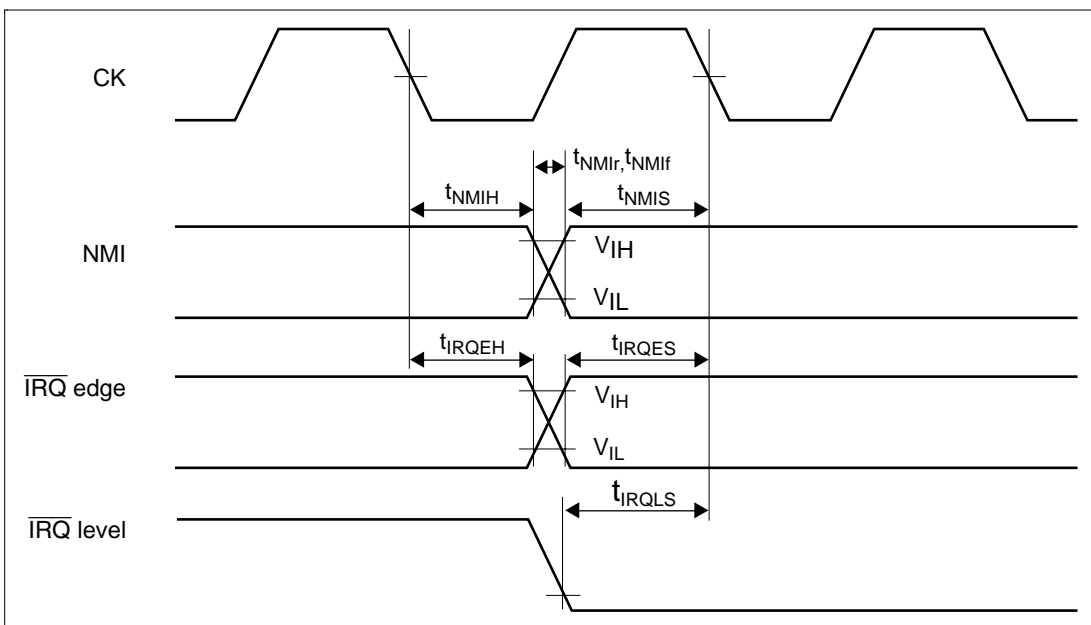 CK
tNMIr,tNMIf
tNMIH
tNMIS
NMI
VIH
VIL
tIRQEH
tIRQES
IRQ edge
VIH
VIL
tIRQLS
IRQ level